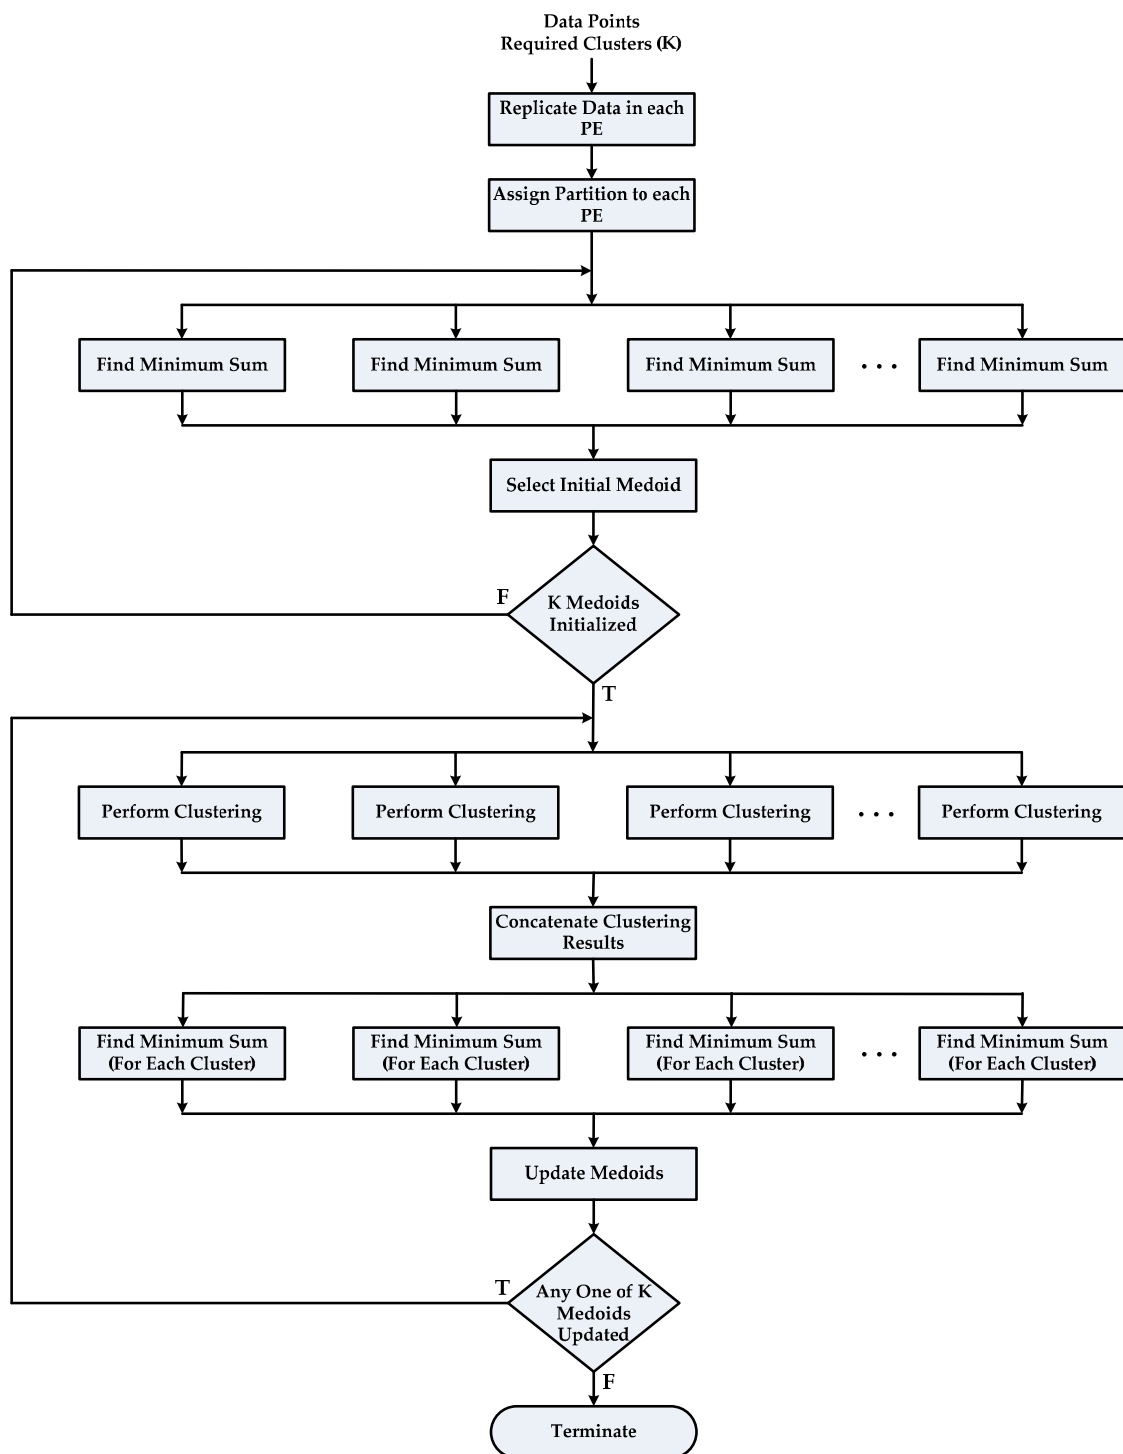 Data Points
Required Clusters (K)
Replicate Data in each
PE
Assign Partition to each
PE
Find Minimum Sum
Find Minimum Sum
Find Minimum Sum
. . .
Find Minimum Sum
Select Initial Medoid
F
K Medoids
Initialized
T
Perform Clustering
Perform Clustering
Perform Clustering
. . .
Perform Clustering
Concatenate Clustering
Results
Find Minimum Sum
(For Each Cluster)
Find Minimum Sum
(For Each Cluster)
Find Minimum Sum
(For Each Cluster)
. . .
Find Minimum Sum
(For Each Cluster)
Update Medoids
T
Any One of K
Medoids
Updated
F
Terminate